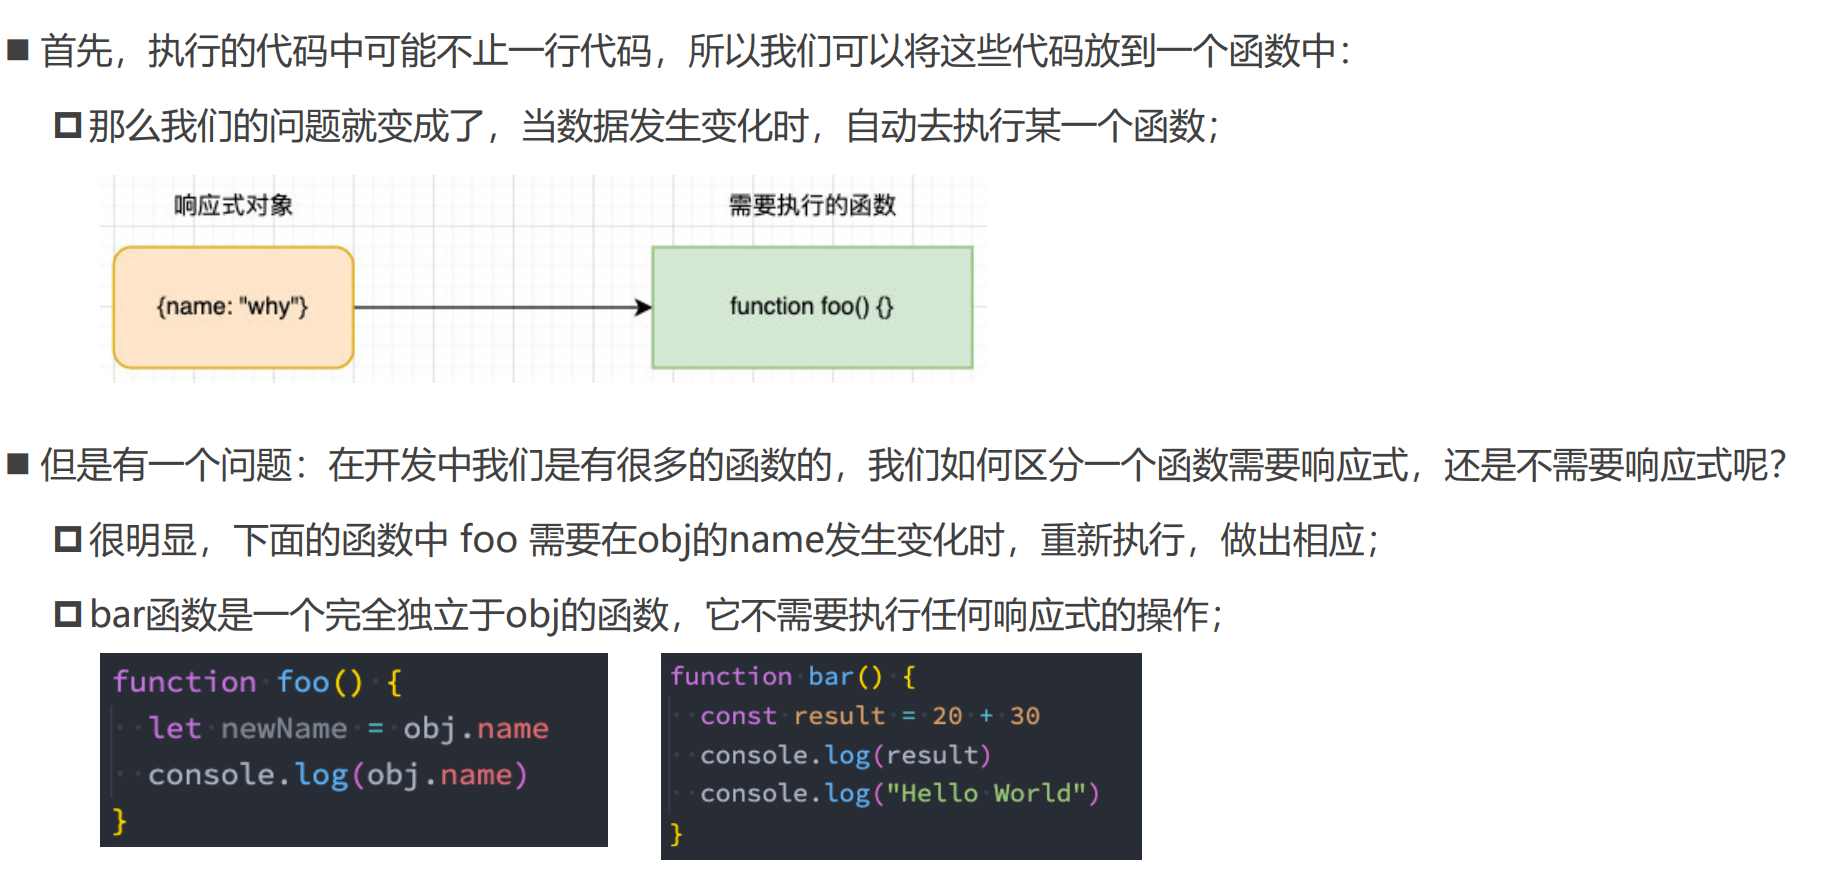 ■ 首先，执行的代码中可能不止一行代码，所以我们可以将这些代码放到一个函数中：
那么我们的问题就变成了，当数据发生变化时，自动去执行某一个函数；
响应式对象 需要执行的函数
{name: "why"} function foo() {}
■ 但是有一个问题：在开发中我们是有很多的函数的，我们如何区分一个函数需要响应式，还是不需要响应式呢？
很明显，下面的函数中 foo 需要在obj的name发生变化时，重新执行，做出相应；
bar函数是一个完全独立于obj的函数，它不需要执行任何响应式的操作；
function foo() {
let newName = obj.name
console.log(obj.name)
}
function bar() {
const result = 20 + 30
console.log(result)
console.log("Hello World")
}